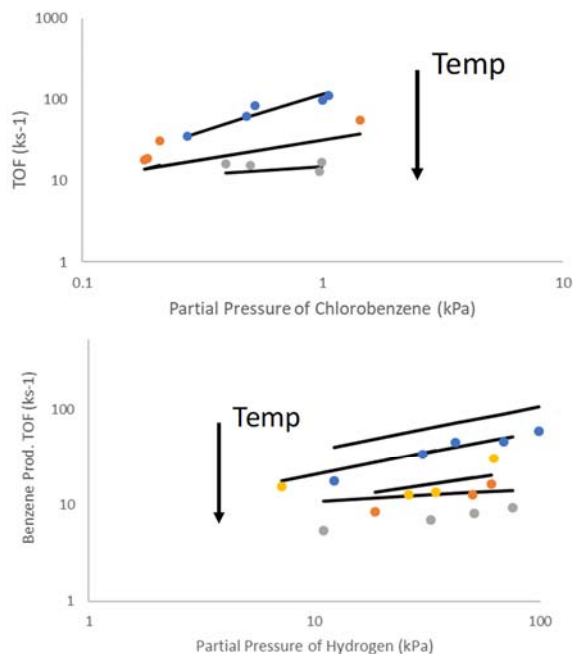 1000
Temp
100
TOF (ks-1)
10
1
0.1 1 10
Partial Pressure of Chlorobenzene (kPa)
Temp
100
Benzene Prod. TOF (ks-1)
10
1
1 10 100
Partial Pressure of Hydrogen (kPa)